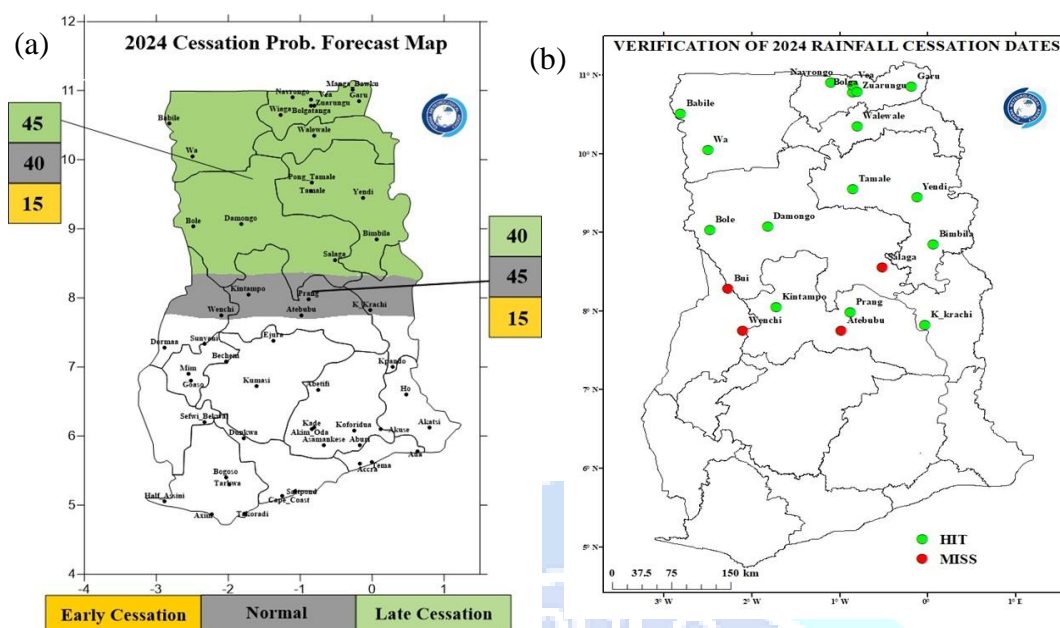 (a)
2024 Cessation Prob. Forecast Map
12
11
10
9
8
7
6
5
4
-4
-3
-2
-1
0
1
45
40
15
40
45
15
Manga_Bawku
Navrongo
Vea
Garu
Zuarungu
Wiaga
Bolgatanga
Babile
Walewale
Wa
Pong_Tamale
Tamale
Yendi
Bole
Damongo
Bimbila
Salaga
Kintampo
Prang
Wenchi
Atebubu
K_Krachi
Dormaa
Sunyani
Ejura
Bechem
Kpando
Mim
Goaso
Kumasi
Abetifi
Ho
Sefwi_Bekwai
Kade
Koforidua
Akatsi
Dunkwa
Akim_Oda
Akuse
Asamankese
Aburi
Ada
Bogoso
Tarkwa
Accra
Tema
Half_Assini
Saltpond
Cape_Coast
Axim
Takoradi
Early Cessation
Normal
Late Cessation
(b)
VERIFICATION OF 2024 RAINFALL CESSATION DATES
11°N
10°N
9°N
8°N
7°N
6°N
5°N
Navrongo
Vea
Bolga
Zuarungu
Garu
Babile
Walewale
Wa
Tamale
Yendi
Bole
Damongo
Bimbila
Salaga
Bui
Kintampo
Prang
Wenchi
Atebubu
K_krachi
HIT
MISS
0 37.5 75 150 km
3°W
2°W
1°W
0°
1°E